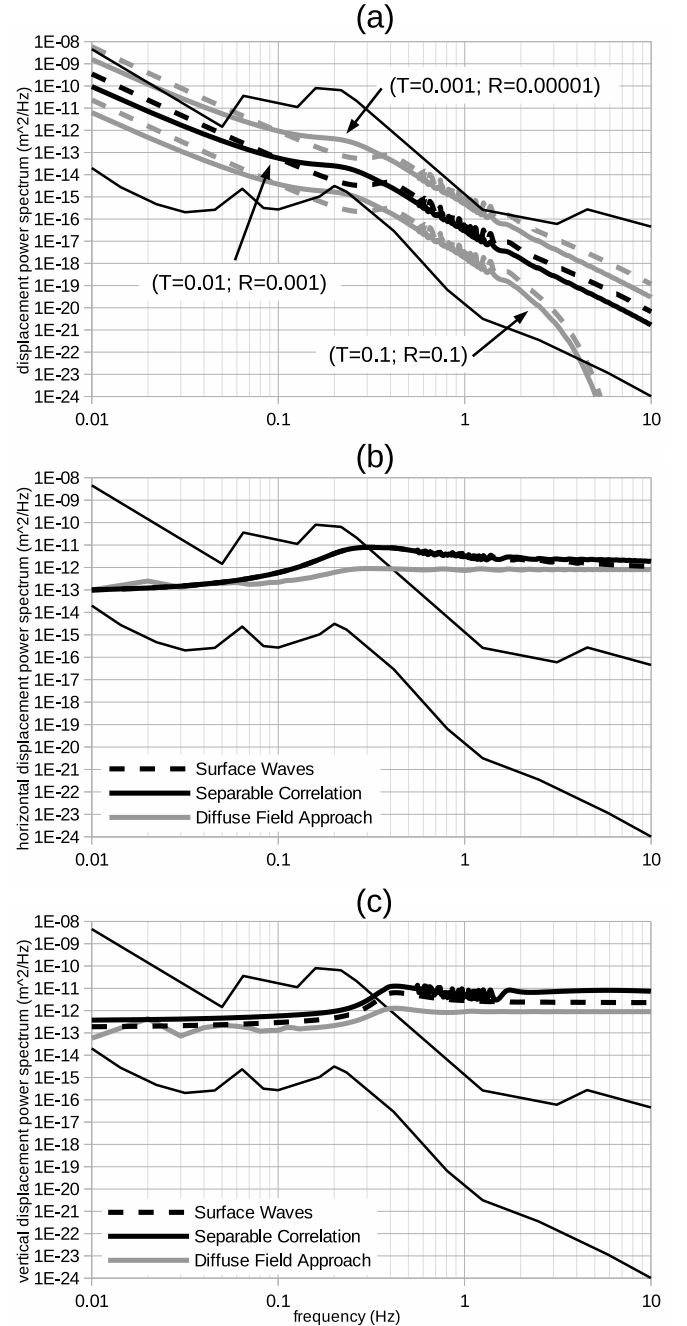 (a)
displacement power spectrum (m^2/Hz)
1E-08
1E-09
1E-10
1E-11
1E-12
1E-13
1E-14
1E-15
1E-16
1E-17
1E-18
1E-19
1E-20
1E-21
1E-22
1E-23
1E-24
(T=0.001; R=0.00001)
(T=0.01; R=0.001)
(T=0.1; R=0.1)
0.01 0.1 1 10
(b)
horizontal displacement power spectrum (m^2/Hz)
1E-08
1E-09
1E-10
1E-11
1E-12
1E-13
1E-14
1E-15
1E-16
1E-17
1E-18
1E-19
1E-20
1E-21
1E-22
1E-23
1E-24
Surface Waves
Separable Correlation
Diffuse Field Approach
0.01 0.1 1 10
(c)
vertical displacement power spectrum (m^2/Hz)
1E-08
1E-09
1E-10
1E-11
1E-12
1E-13
1E-14
1E-15
1E-16
1E-17
1E-18
1E-19
1E-20
1E-21
1E-22
1E-23
1E-24
Surface Waves
Separable Correlation
Diffuse Field Approach
0.01 0.1 1 10
frequency (Hz)